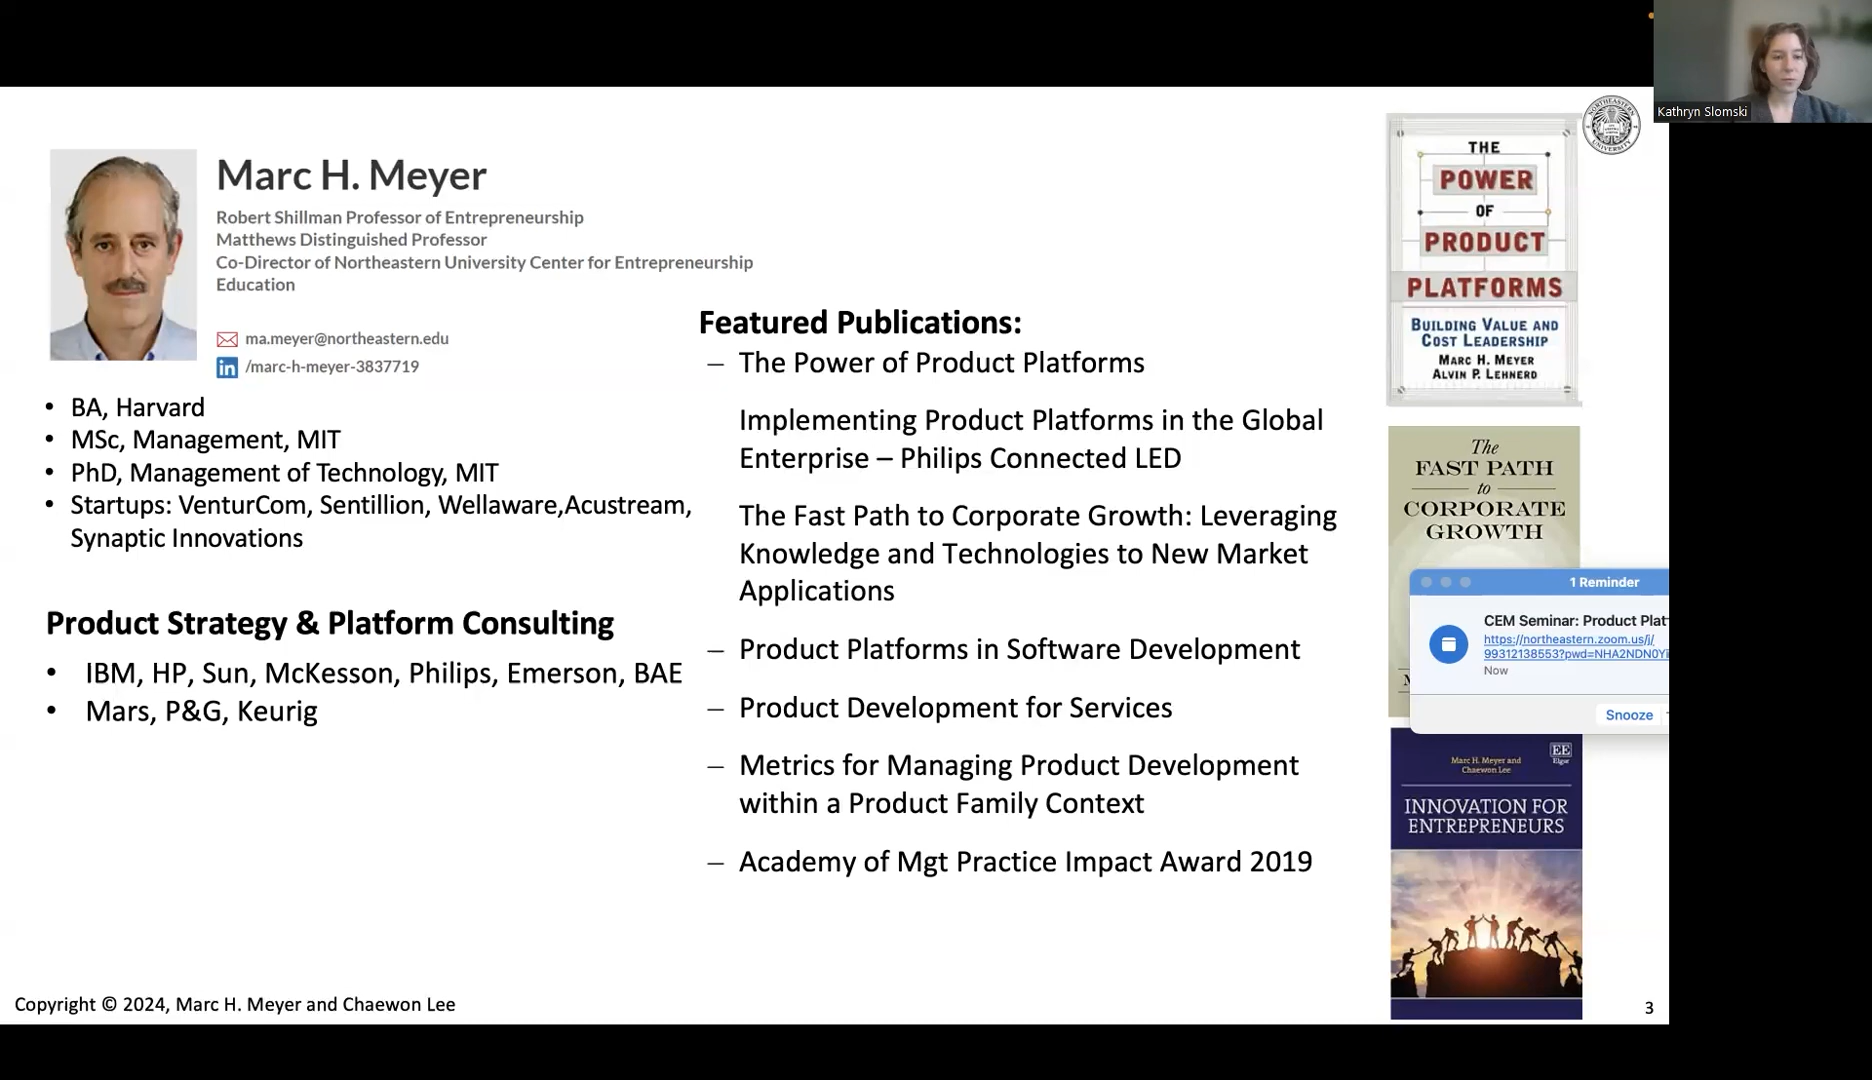 Kathryn Slomski
NORTHEASTERN
UNIVERSITY
Marc H. Meyer
Robert Shillman Professor of Entrepreneurship
Matthews Distinguished Professor
Co-Director of Northeastern University Center for Entrepreneurship
Education
ma.meyer@northeastern.edu
in /marc-h-meyer-3837719
• BA, Harvard
• MSc, Management, MIT
• PhD, Management of Technology, MIT
• Startups: VenturCom, Sentillion, Wellaware,Acustream,
Synaptic Innovations
Product Strategy & Platform Consulting
• IBM, HP, Sun, McKesson, Philips, Emerson, BAE
• Mars, P&G, Keurig
Featured Publications:
– The Power of Product Platforms
Implementing Product Platforms in the Global
Enterprise – Philips Connected LED
The Fast Path to Corporate Growth: Leveraging
Knowledge and Technologies to New Market
Applications
– Product Platforms in Software Development
– Product Development for Services
– Metrics for Managing Product Development
within a Product Family Context
– Academy of Mgt Practice Impact Award 2019
THE
POWER
OF
PRODUCT
PLATFORMS
BUILDING VALUE AND
COST LEADERSHIP
MARC H. MEYER
ALVIN P. LEHNERD
The
FAST PATH
to
CORPORATE
GROWTH
1 Reminder
CEM Seminar: Product Plat
https://northeastern.zoom.us/j/
99312138553?pwd=NHA2NDN0Y
Now
Snooze
EE
Elgar
Marc H. Meyer and
Chaewon Lee
INNOVATION FOR
ENTREPRENEURS
Copyright © 2024, Marc H. Meyer and Chaewon Lee
3